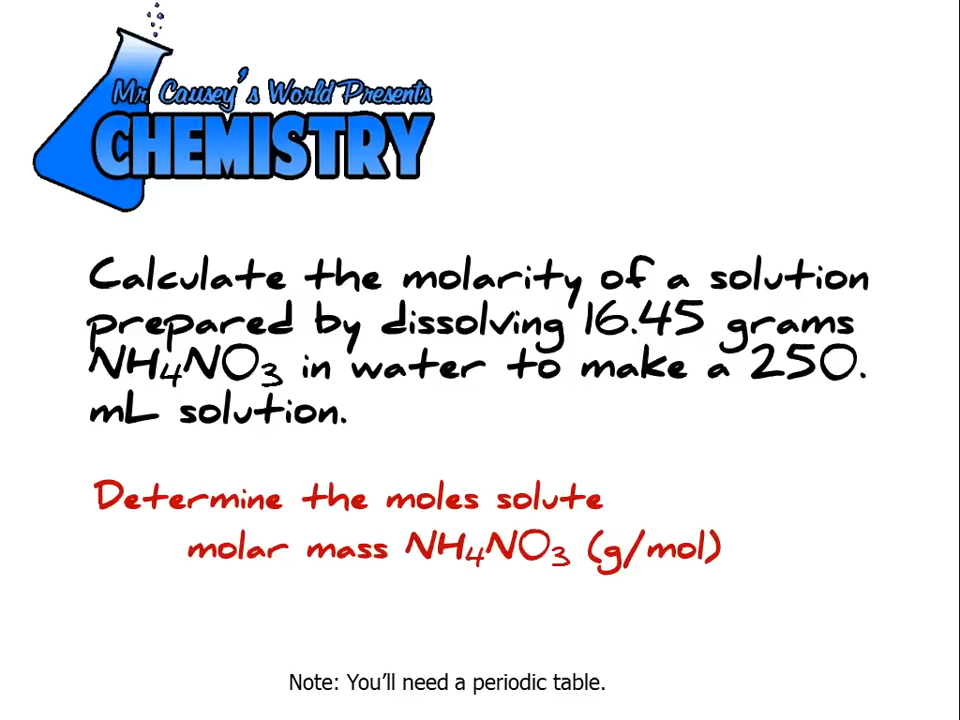 Mr. Causey's World Presents
CHEMISTRY
Calculate the molarity of a solution
prepared by dissolving 16.45 grams
NH₄NO₃ in water to make a 250.
mL solution.
Determine the moles solute
molar mass NH₄NO₃ (g/mol)
Note: You'll need a periodic table.